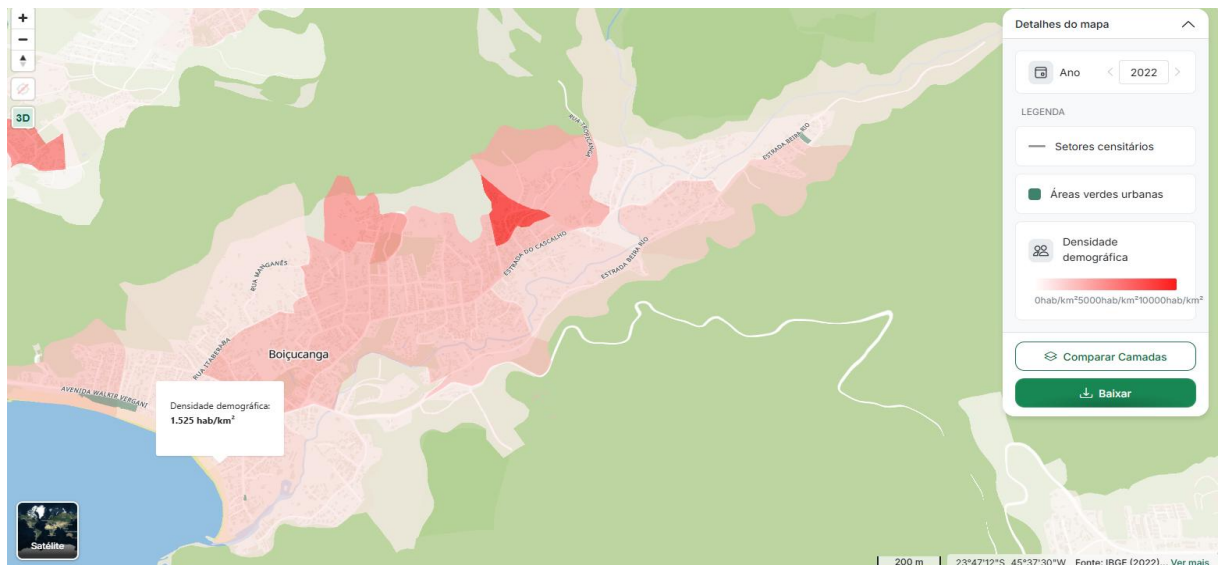 +
−
3D
Detalhes do mapa
Ano
2022
LEGENDA
Setores censitários
Áreas verdes urbanas
Densidade
demográfica
0hab/km²5000hab/km²10000hab/km²
Comparar Camadas
Baixar
RUA TROPICANGA
ESTRADA BEIRA RIO
ESTRADA DO CASCALHO
ESTRADA BEIRA RIO
RUA MANGANÊS
RUA ITABERABA
Boiçucanga
AVENIDA WALKIR VERGANI
Densidade demográfica:
1.525 hab/km²
Satélite
200 m
23°47'12"S 45°37'30"W Fonte: IBGE (2022)... Ver mais